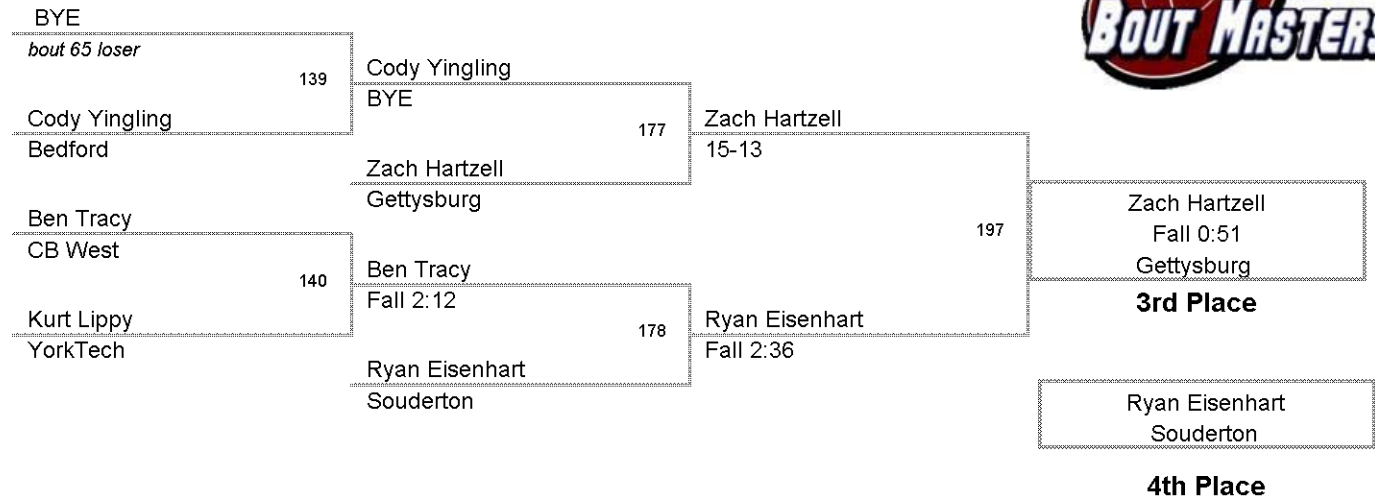 BYE
bout 65 loser
139
Cody Yingling
Bedford
Ben Tracy
CB West
140
Kurt Lippy
YorkTech
Cody Yingling
BYE
177
Zach Hartzell
Gettysburg
Ben Tracy
Fall 2:12
178
Ryan Eisenhart
Souderton
Zach Hartzell
15-13
197
Ryan Eisenhart
Fall 2:36
BOUT MASTERS
Zach Hartzell
Fall 0:51
Gettysburg
3rd Place
Ryan Eisenhart
Souderton
4th Place